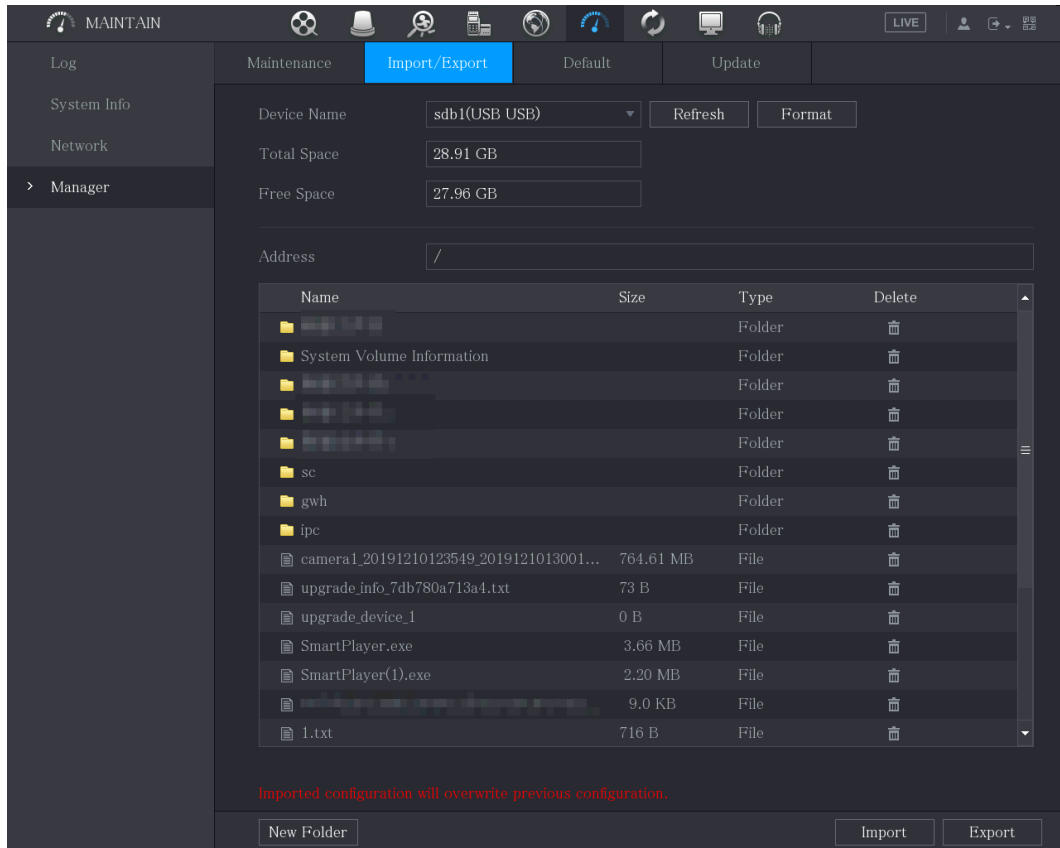 MAINTAIN LIVE
Log
System Info
Network
Manager
Maintenance Import/Export Default Update
Device Name sdb1(USB USB) Refresh Format
Total Space 28.91 GB
Free Space 27.96 GB
Address /
Name Size Type Delete
Folder
System Volume Information Folder
Folder
Folder
Folder
sc Folder
gwh Folder
ipc Folder
camera1_20191210123549_2019121013001... 764.61 MB File
upgrade_info_7db780a713a4.txt 73 B File
upgrade_device_1 0 B File
SmartPlayer.exe 3.66 MB File
SmartPlayer(1).exe 2.20 MB File
9.0 KB File
1.txt 716 B File
Imported configuration will overwrite previous configuration.
New Folder Import Export